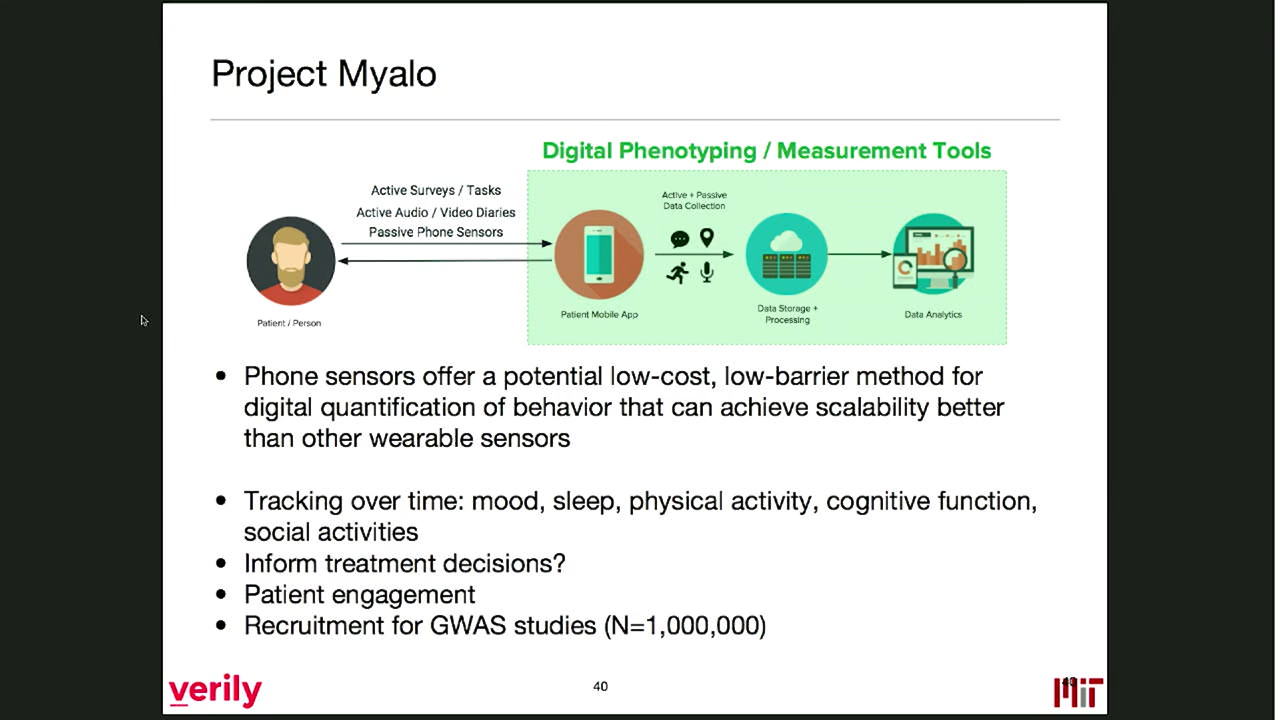 Project Myalo
Digital Phenotyping / Measurement Tools
Active Surveys / Tasks
Active Audio / Video Diaries
Passive Phone Sensors
Active + Passive
Data Collection
Patient / Person
Patient Mobile App
Data Storage +
Processing
Data Analytics
• Phone sensors offer a potential low-cost, low-barrier method for
digital quantification of behavior that can achieve scalability better
than other wearable sensors
• Tracking over time: mood, sleep, physical activity, cognitive function,
social activities
• Inform treatment decisions?
• Patient engagement
• Recruitment for GWAS studies (N=1,000,000)
verily
40
40
MIT